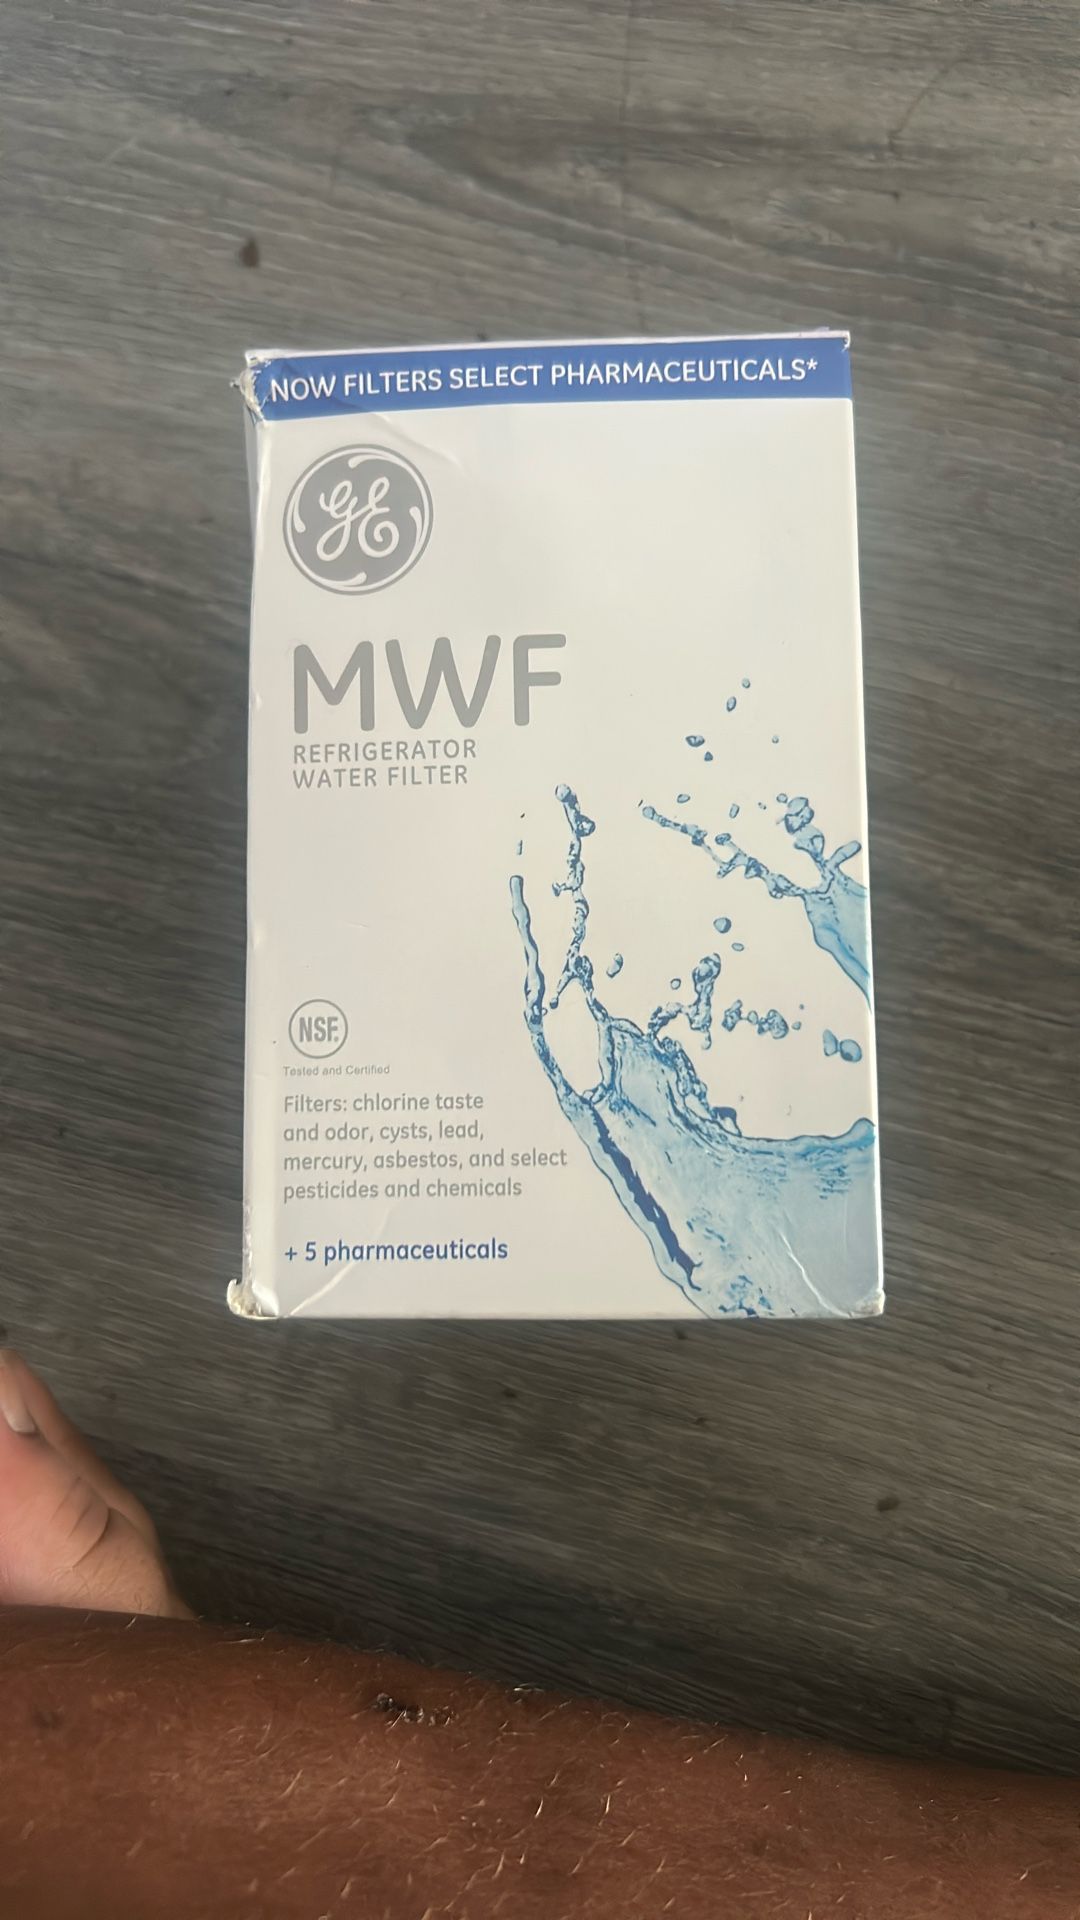 NOW FILTERS SELECT PHARMACEUTICALS*
GE
MWF
REFRIGERATOR
WATER FILTER
NSF.
Tested and Certified
Filters: chlorine taste
and odor, cysts, lead,
mercury, asbestos, and select
pesticides and chemicals
+ 5 pharmaceuticals